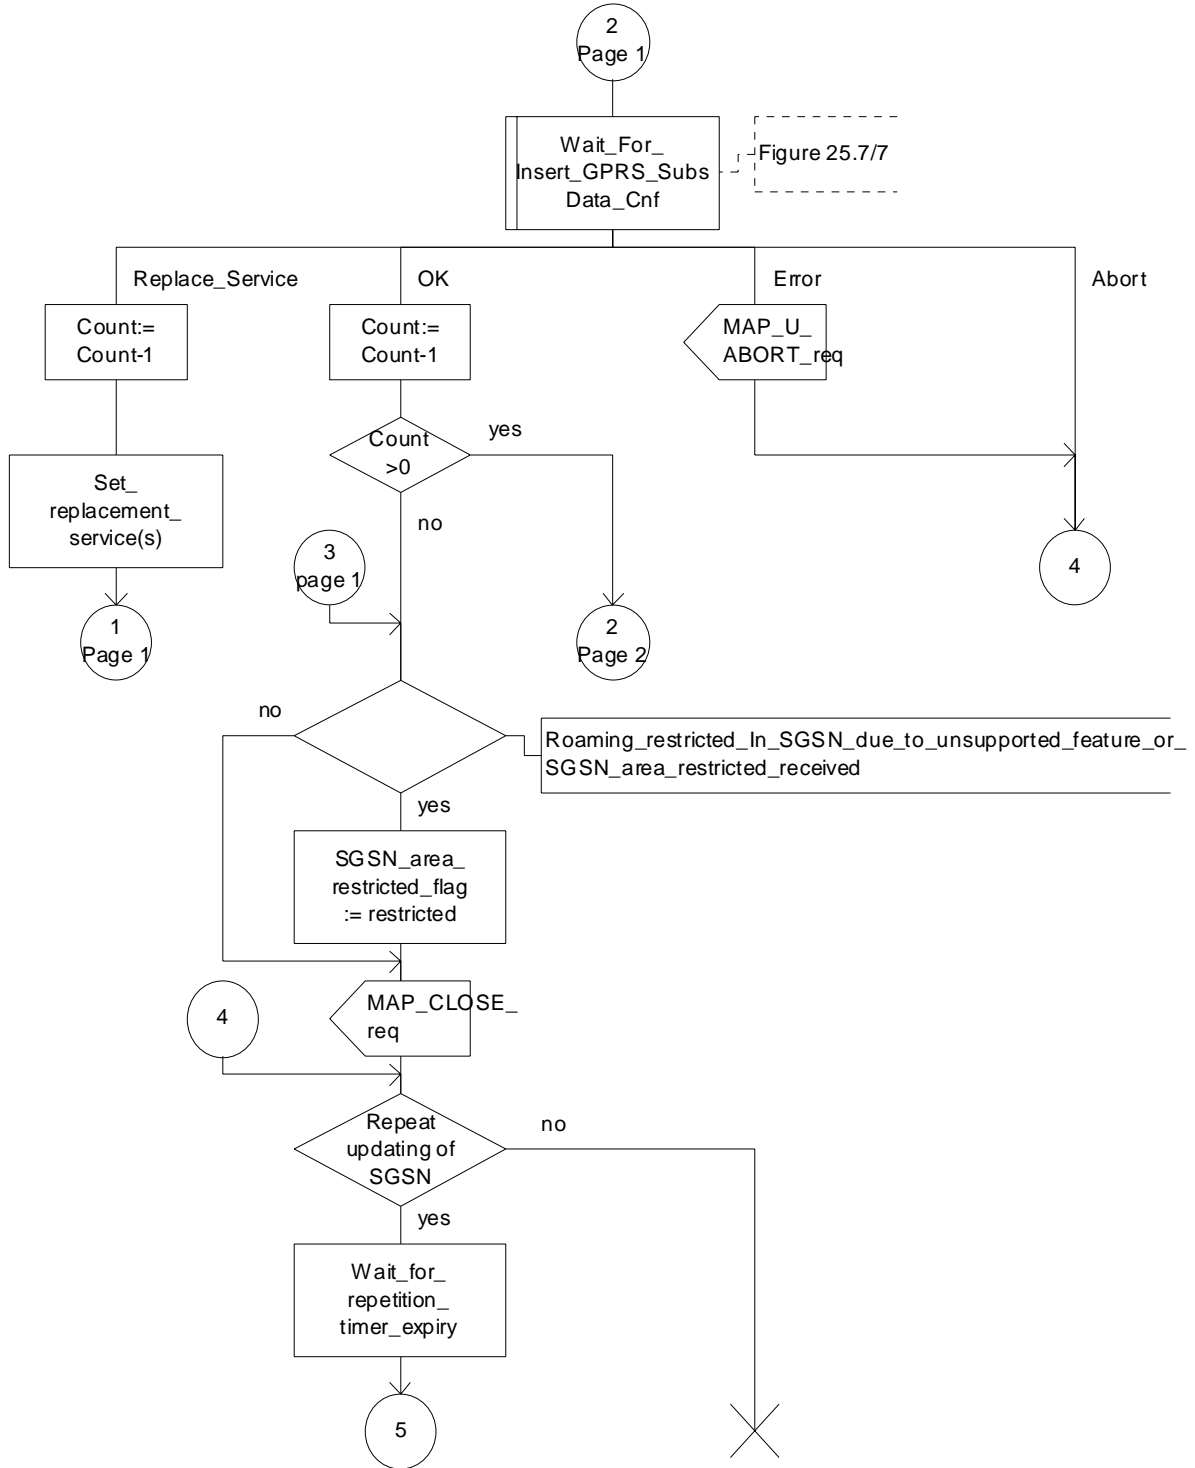 2
Page 1
Wait_For_
Insert_GPRS_Subs
Data_Cnf
Figure 25.7/7
Replace_Service
OK
Error
Abort
Count:=
Count-1
Count:=
Count-1
MAP_U_
ABORT_req
Count
>0
yes
Set_
replacement_
service(s)
no
3
page 1
4
1
Page 1
2
Page 2
no
Roaming_restricted_In_SGSN_due_to_unsupported_feature_or_
SGSN_area_restricted_received
yes
SGSN_area_
restricted_flag
:= restricted
4
MAP_CLOSE_
req
Repeat
updating of
SGSN
no
yes
Wait_for_
repetition_
timer_expiry
5